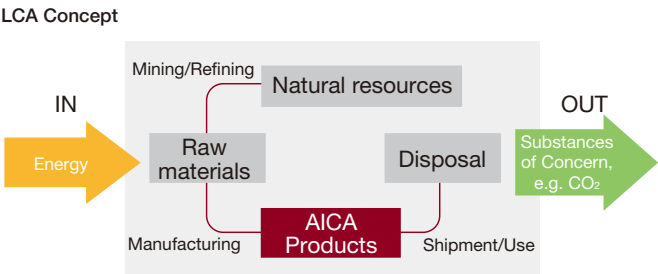 LCA Concept
Mining/Refining
Natural resources
IN
OUT
Energy
Raw
materials
Disposal
Substances
of Concern,
e.g. CO₂
AICA
Products
Manufacturing
Shipment/Use